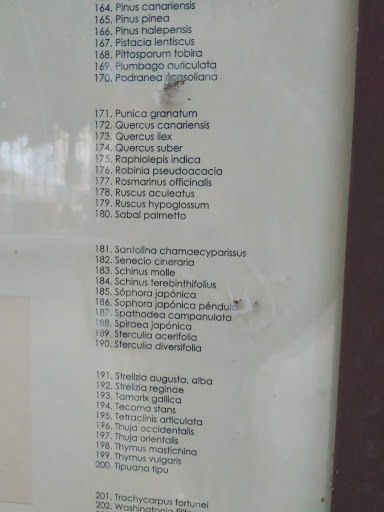 164. Pinus canariensis
165. Pinus pinea
166. Pinus halepensis
167. Pistacia lentiscus
168. Pittosporum tobira
169. Plumbago auriculata
170. Podranea ricasoliana
171. Punica granatum
172. Quercus canariensis
173. Quercus ilex
174. Quercus suber
175. Raphiolepis indica
176. Robinia pseudoacacia
177. Rosmarinus officinalis
178. Ruscus aculeatus
179. Ruscus hypoglossum
180. Sabal palmetto
181. Santolina chamaecyparissus
182. Senecio cineraria
183. Schinus molle
184. Schinus terebinthifolius
185. Sóphora japónica
186. Sophora japónica péndula
187. Spathodea campanulata
188. Spiraea japónica
189. Sterculia acerifolia
190. Sterculia diversifolia
191. Strelizia augusta, alba
192. Strelizia reginae
193. Tamarix gallica
194. Tecoma stans
195. Tetraclinis articulata
196. Thuja occidentalis
197. Thuja orientalis
198. Thymus mastichina
199. Thymus vulgaris
200. Tipuana tipu
201. Trachycarpus fortunei
202. Washingtonia